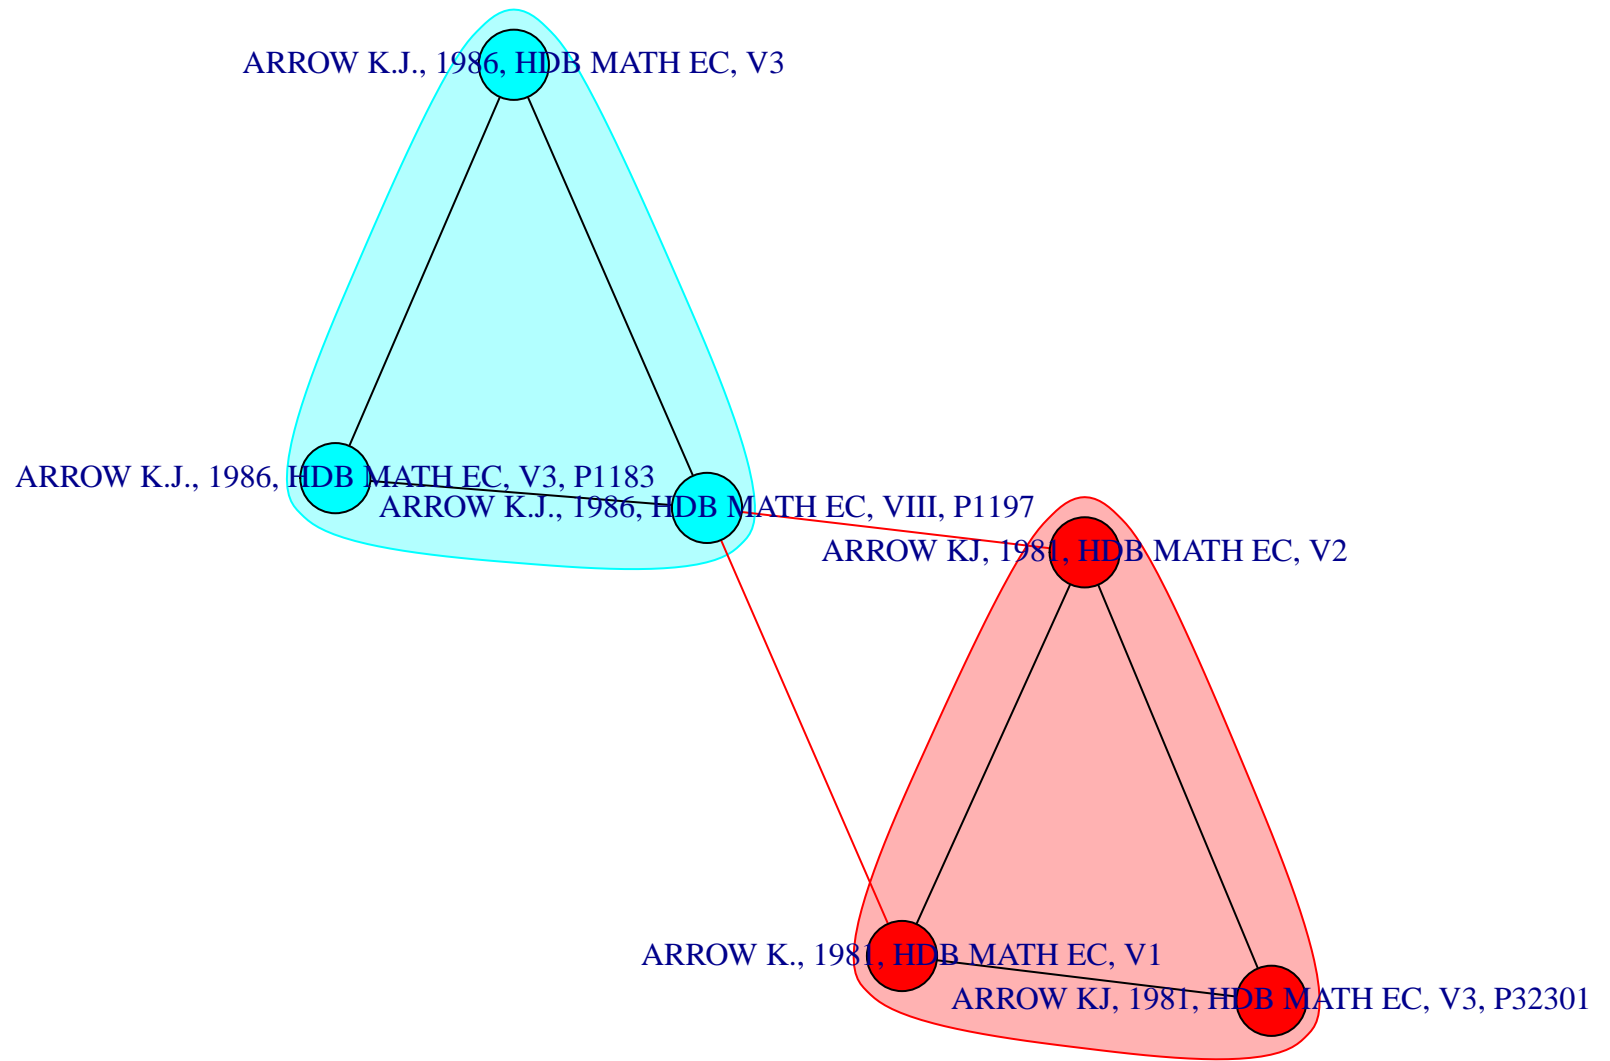 ARROW K.J., 1986, HDB MATH EC, V3
ARROW K.J., 1986, HDB MATH EC, V3, P1183
ARROW K.J., 1986, HDB MATH EC, VIII, P1197
ARROW KJ, 1981, HDB MATH EC, V2
ARROW K., 1981, HDB MATH EC, V1
ARROW KJ, 1981, HDB MATH EC, V3, P32301